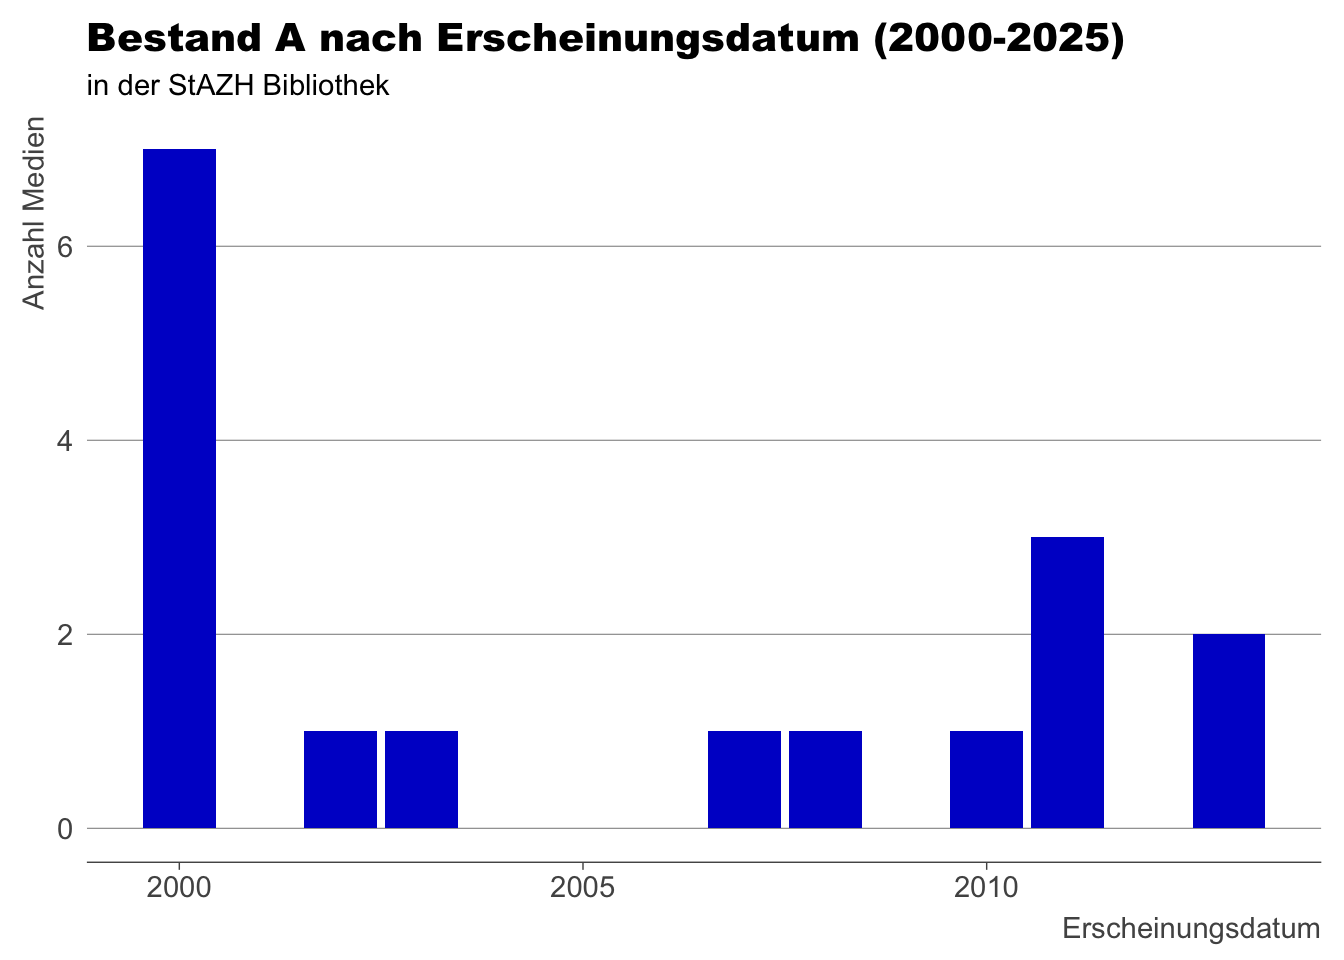 Bestand A nach Erscheinungsdatum (2000-2025)
in der StAZH Bibliothek
Anzahl Medien
6
4
2
0
2000 2005 2010
Erscheinungsdatum